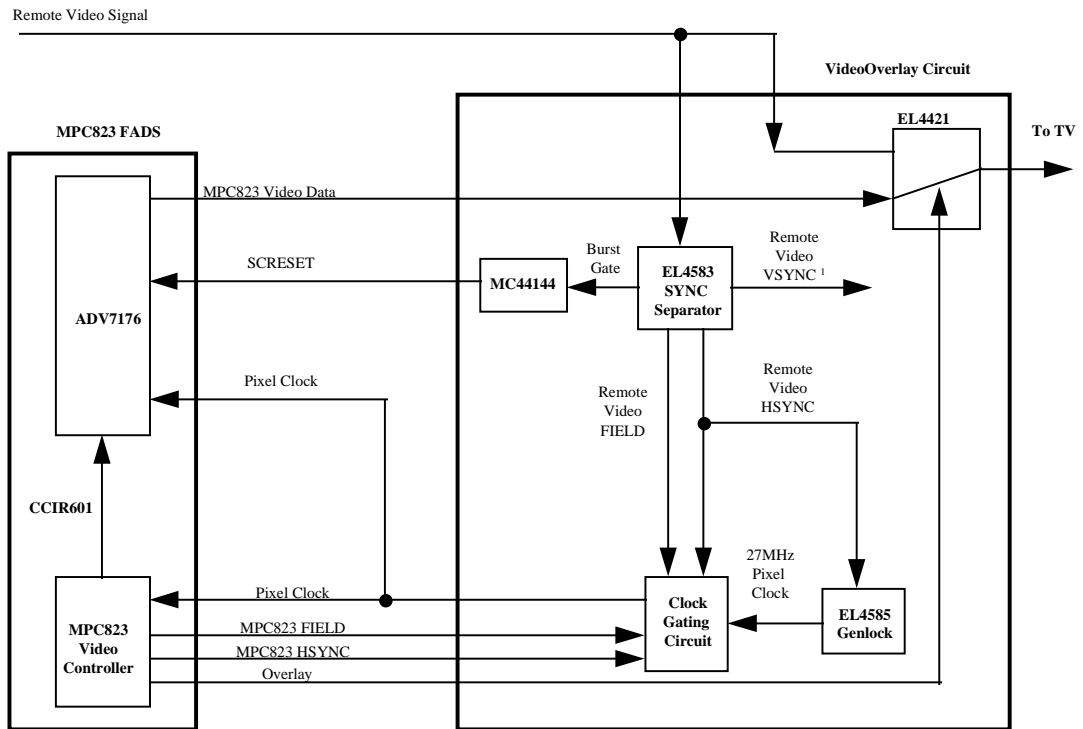 Remote Video Signal
VideoOverlay Circuit
MPC823 FADS
EL4421
To TV
MPC823 Video Data
SCRESET
Burst
Gate
MC44144
EL4583
SYNC
Separator
Remote
Video
VSYNC 1
ADV7176
Pixel Clock
Remote
Video
FIELD
Remote
Video
HSYNC
CCIR601
27MHz
Pixel
Clock
Pixel Clock
MPC823
Video
Controller
MPC823 FIELD
MPC823 HSYNC
Overlay
Clock
Gating
Circuit
EL4585
Genlock